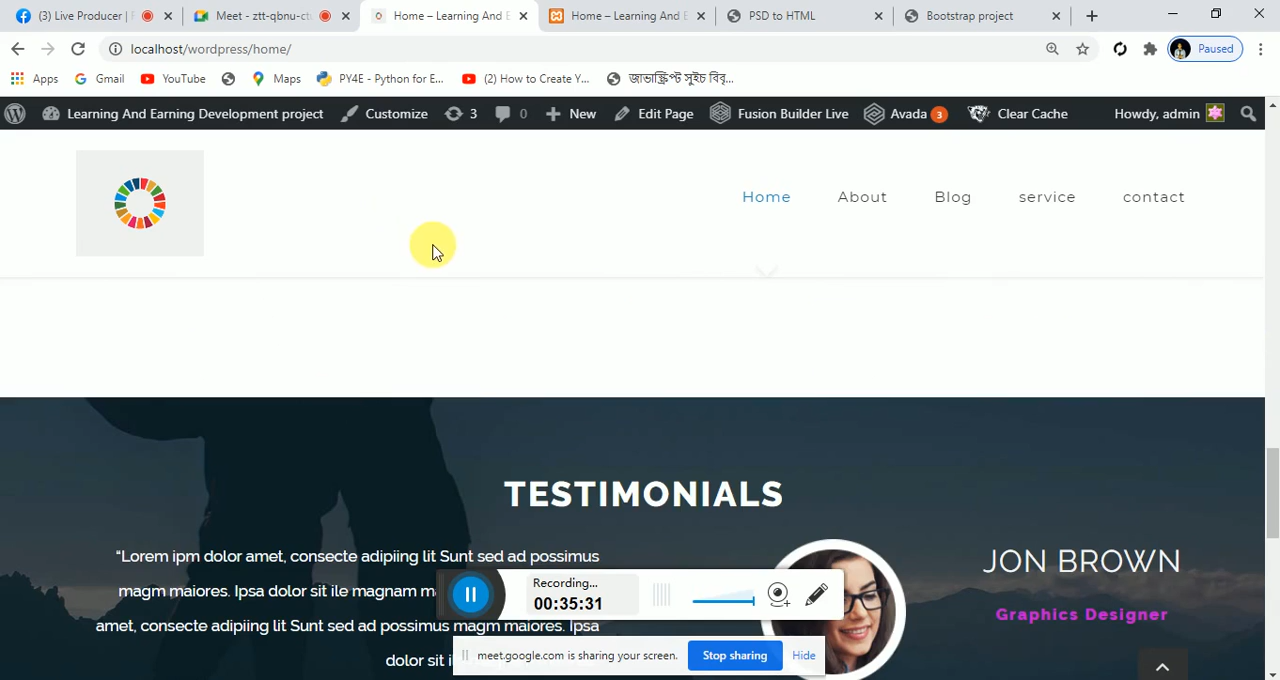 (3) Live Producer |
Meet - ztt-qbnu-ct
Home – Learning And E
Home – Learning And E
PSD to HTML
Bootstrap project
localhost/wordpress/home/
Paused
Apps
Gmail
YouTube
Maps
PY4E - Python for E...
(2) How to Create Y...
জাভাস্ক্রিপ্ট সুইচ বিবৃ...
Learning And Earning Development project
Customize
3
0
New
Edit Page
Fusion Builder Live
Avada 3
Clear Cache
Howdy, admin
Home
About
Blog
service
contact
TESTIMONIALS
“Lorem ipm dolor amet, consecte adipiing lit Sunt sed ad possimus
magm maiores. Ipsa dolor sit ile magnam m
amet, consecte adipiing lit Sunt sed ad possimus magm maiores. Ipsa
dolor sit i
JON BROWN
Graphics Designer
Recording...
00:35:31
meet.google.com is sharing your screen.
Stop sharing
Hide